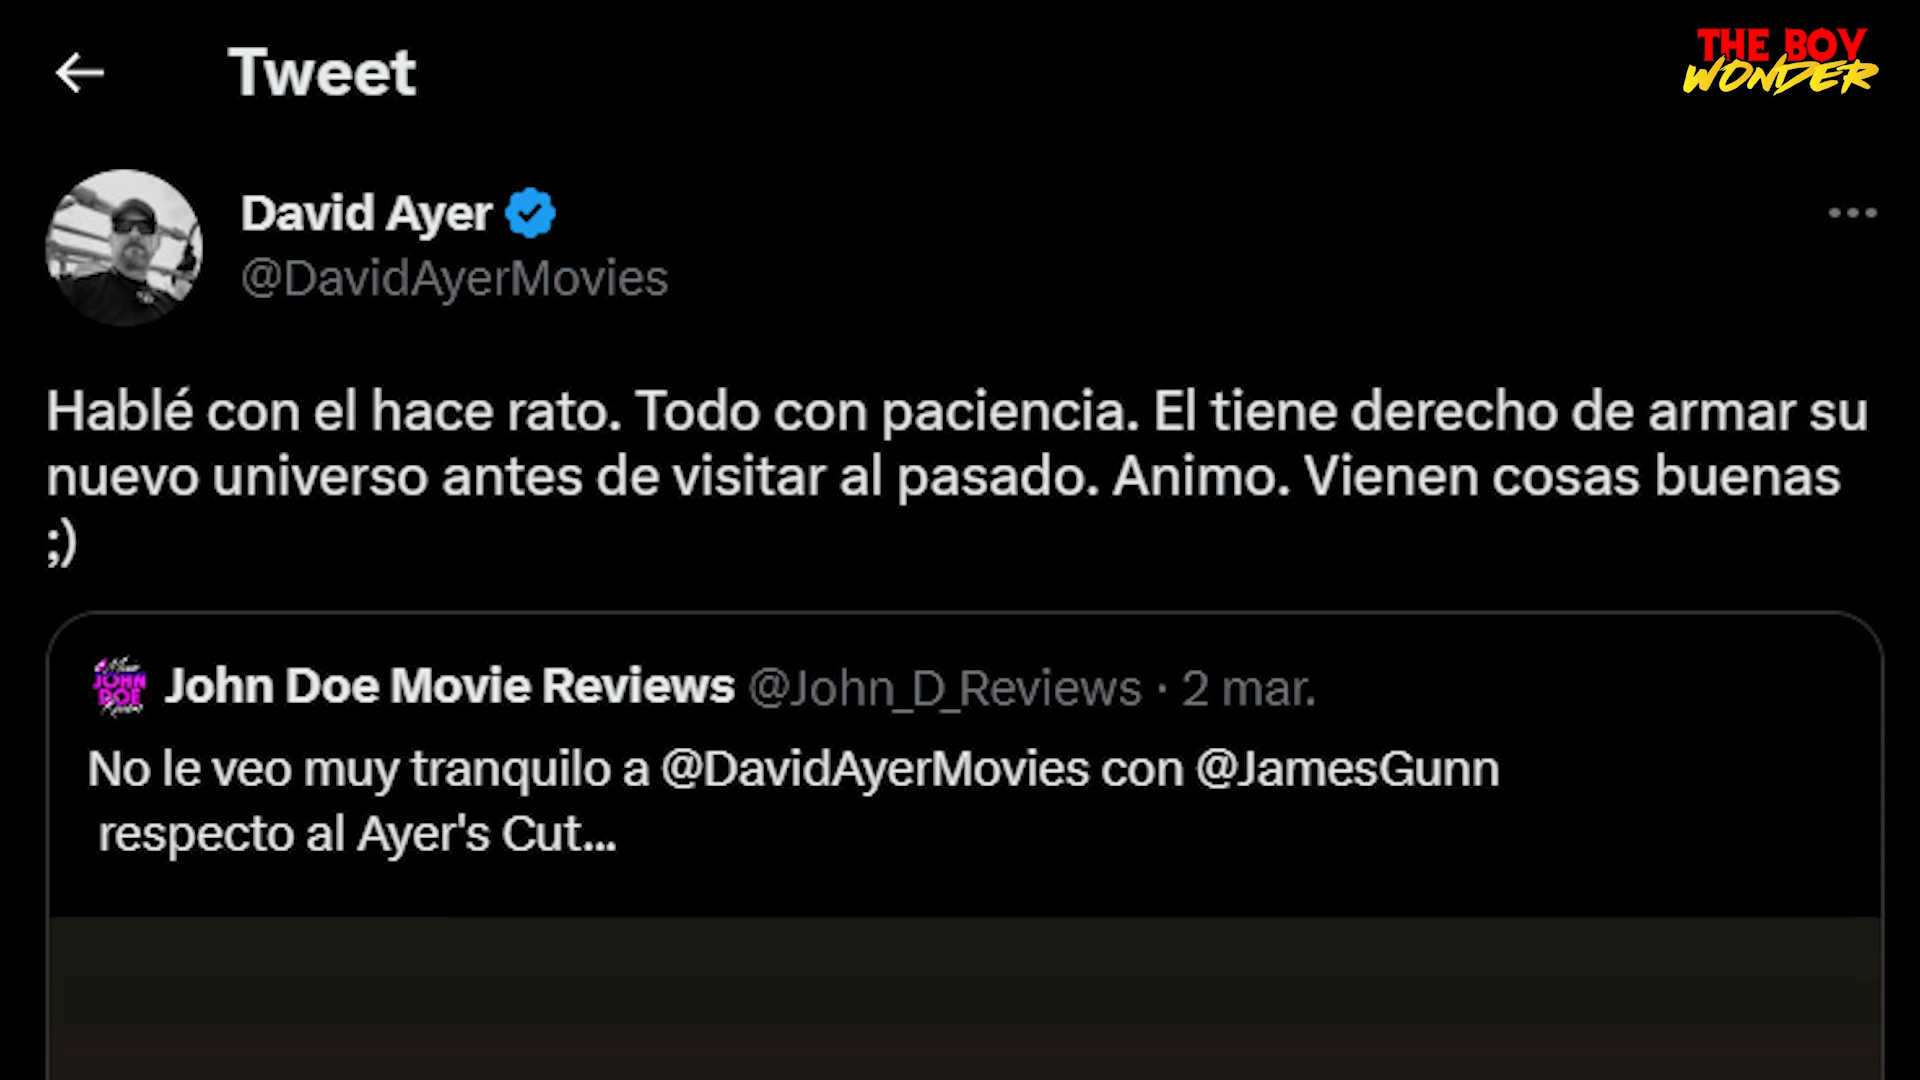 Tweet
THE BOY
WONDER
David Ayer
@DavidAyerMovies
Hablé con el hace rato. Todo con paciencia. El tiene derecho de armar su
nuevo universo antes de visitar al pasado. Animo. Vienen cosas buenas
;)
JOHN
DOE
John Doe Movie Reviews @John_D_Reviews · 2 mar.
No le veo muy tranquilo a @DavidAyerMovies con @JamesGunn
respecto al Ayer's Cut...